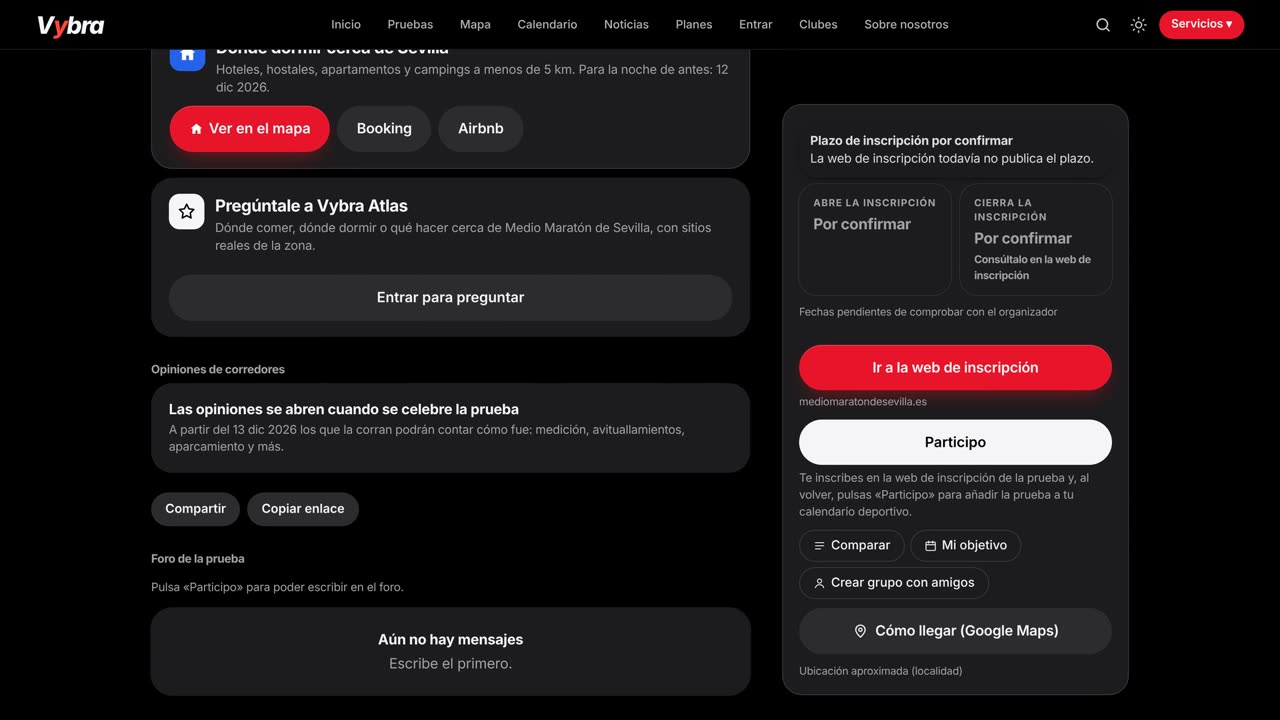 Vybra
Inicio
Pruebas
Mapa
Calendario
Noticias
Planes
Entrar
Clubes
Sobre nosotros
Servicios ▾
Dónde dormir cerca de Sevilla
Hoteles, hostales, apartamentos y campings a menos de 5 km. Para la noche de antes: 12
dic 2026.
Ver en el mapa
Booking
Airbnb
Pregúntale a Vybra Atlas
Dónde comer, dónde dormir o qué hacer cerca de Medio Maratón de Sevilla, con sitios
reales de la zona.
Entrar para preguntar
Opiniones de corredores
Las opiniones se abren cuando se celebre la prueba
A partir del 13 dic 2026 los que la corran podrán contar cómo fue: medición, avituallamientos,
aparcamiento y más.
Compartir
Copiar enlace
Foro de la prueba
Pulsa «Participo» para poder escribir en el foro.
Aún no hay mensajes
Escribe el primero.
Plazo de inscripción por confirmar
La web de inscripción todavía no publica el plazo.
ABRE LA INSCRIPCIÓN
Por confirmar
CIERRA LA
INSCRIPCIÓN
Por confirmar
Consúltalo en la web de
inscripción
Fechas pendientes de comprobar con el organizador
Ir a la web de inscripción
mediomaratondesevilla.es
Participo
Te inscribes en la web de inscripción de la prueba y, al
volver, pulsas «Participo» para añadir la prueba a tu
calendario deportivo.
Comparar
Mi objetivo
Crear grupo con amigos
Cómo llegar (Google Maps)
Ubicación aproximada (localidad)